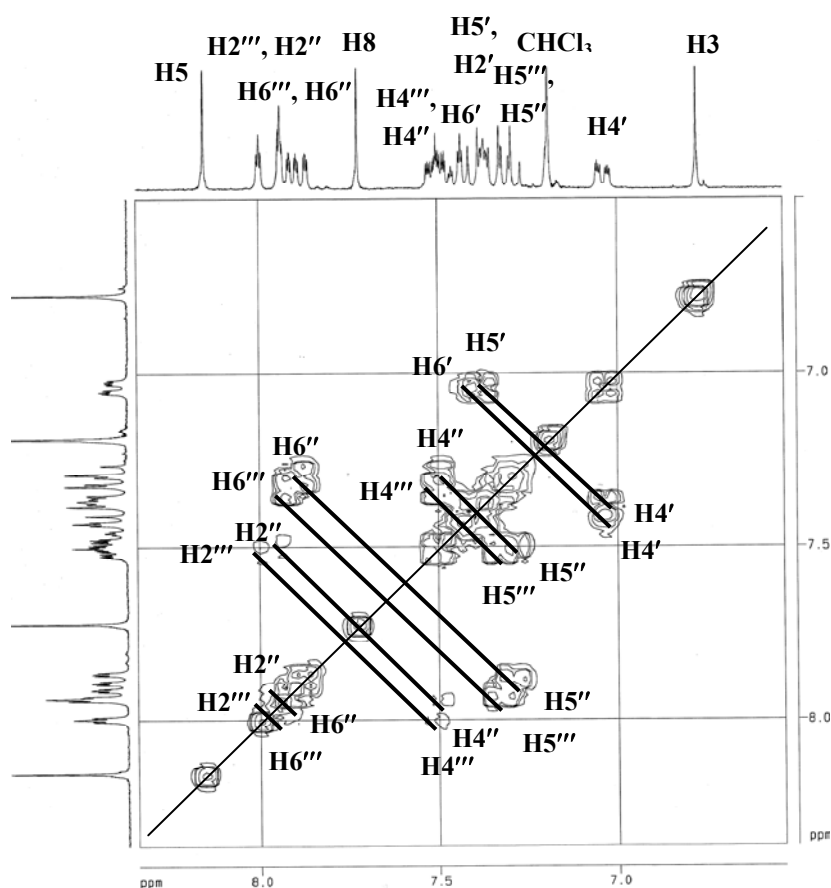 H5′,
H2‴, H2″ H8 CHCl₃ H3
H5 H2′ H5‴,
H6‴, H6″ H4‴, H6′ H5″ H4′
H4″
H5′
H6′ 7.0
H6″ H4″
H6‴ H4‴ H4′
H2″ H4′
H2‴ H5″ 7.5
H5‴
H2″ H5″
H2‴ H6″ H4″ H5‴ 8.0
H6‴ H4‴
ppm
ppm 8.0 7.5 7.0